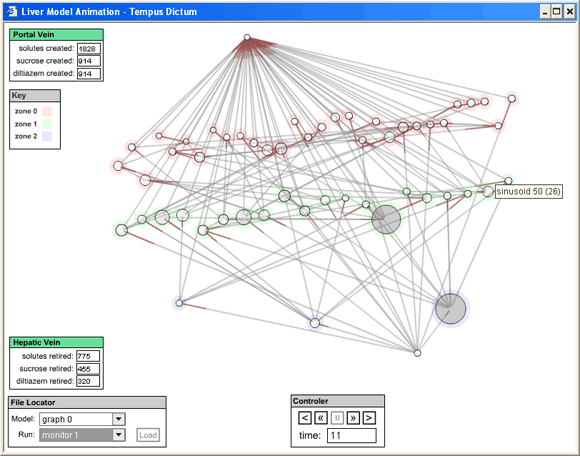 Liver Model Animation - Tempus Dictum
Portal Vein
solutes created: 1828
sucrose created: 914
diltiazem created: 914
Key
zone 0
zone 1
zone 2
sinusoid 50 (26)
Hepatic Vein
solutes retired: 775
sucrose retired: 455
diltiazem retired: 320
File Locator
Model: graph 0
Run: monitor 1 Load
Controler
< « II » >
time: 11